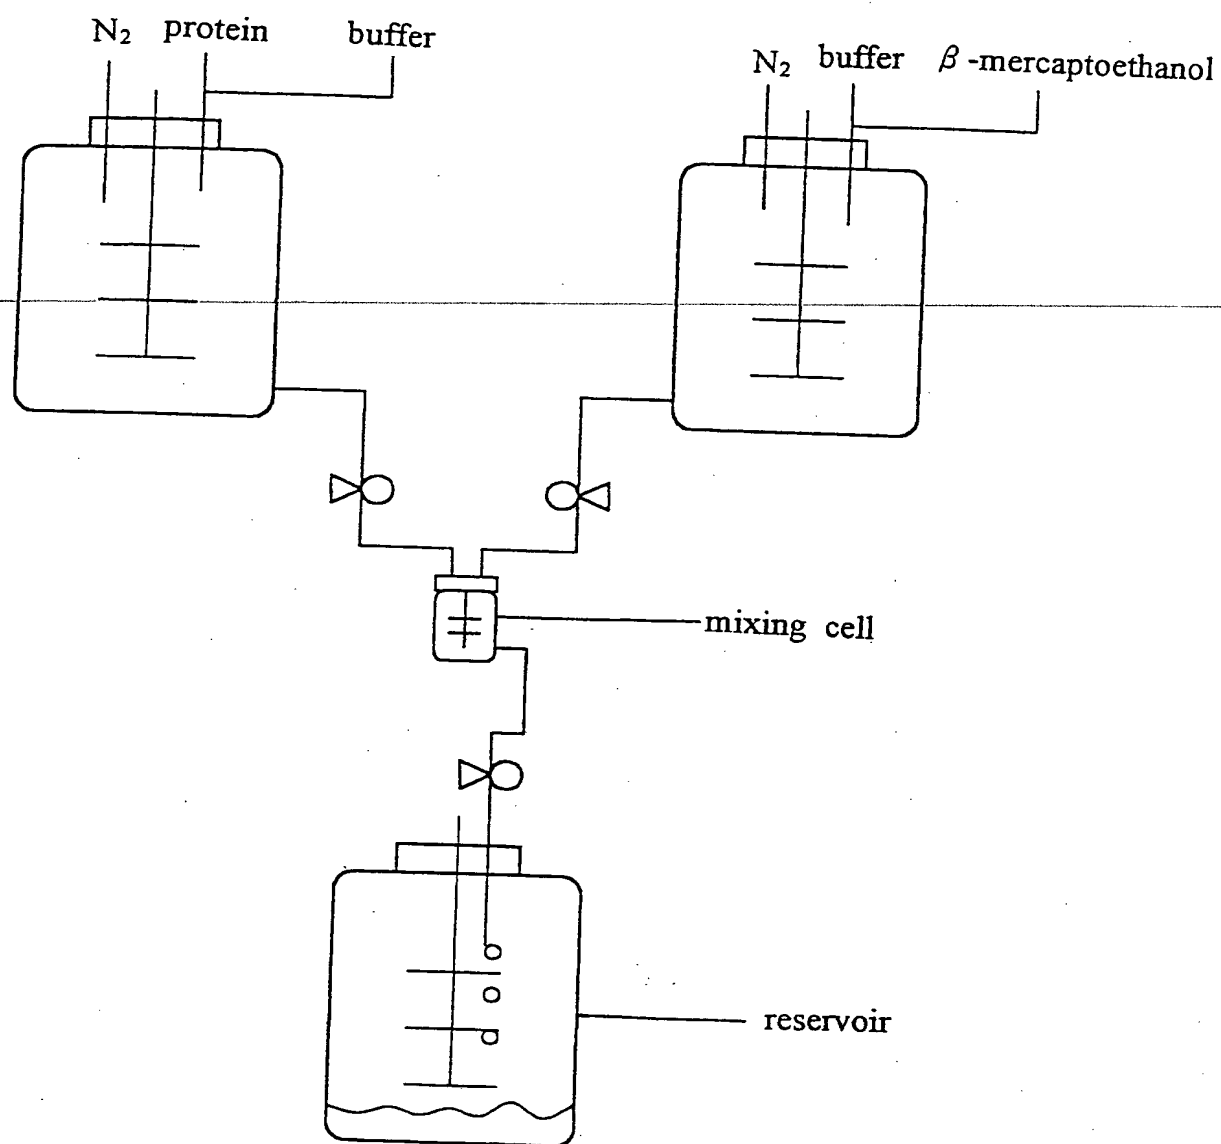 N₂ protein buffer
N₂ buffer β-mercaptoethanol
mixing cell
reservoir